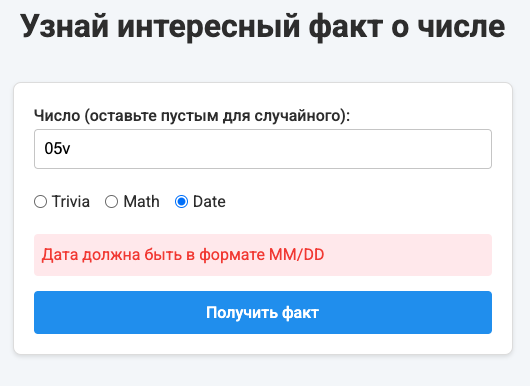 Узнай интересный факт о числе
Число (оставьте пустым для случайного):
05v
Trivia Math Date
Дата должна быть в формате MM/DD
Получить факт